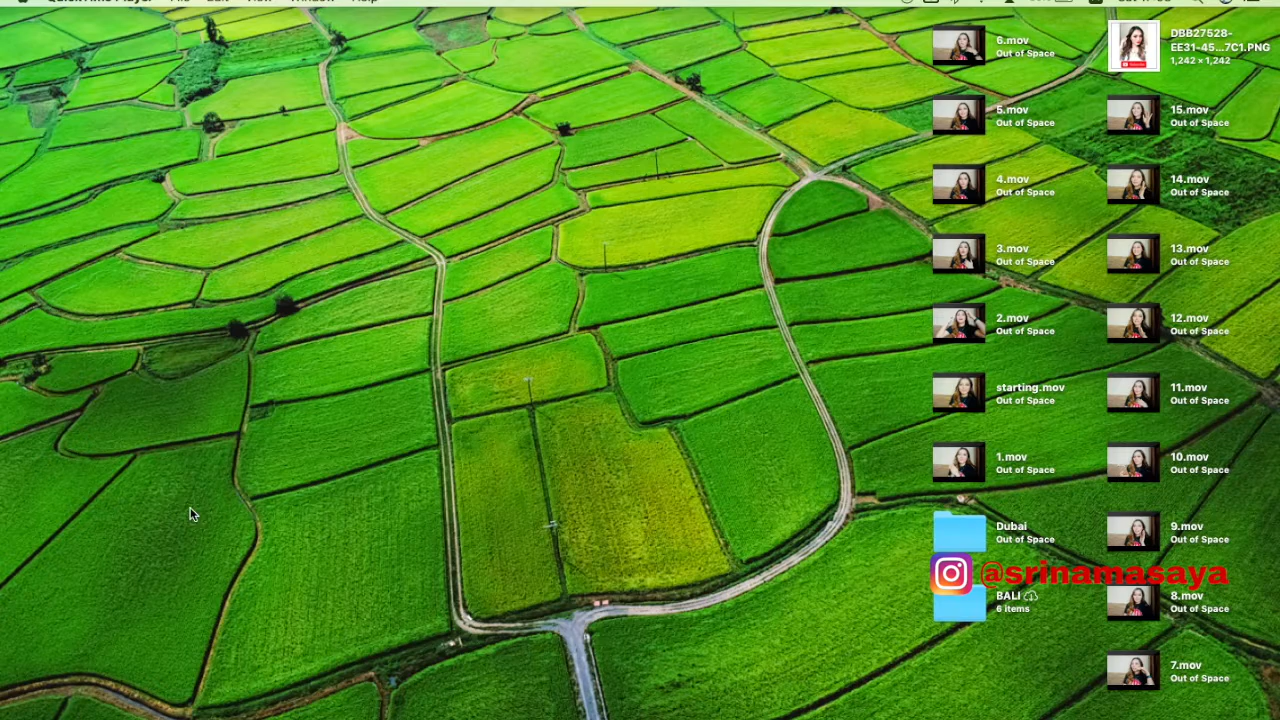 6.mov
Out of Space
5.mov
Out of Space
4.mov
Out of Space
3.mov
Out of Space
2.mov
Out of Space
starting.mov
Out of Space
1.mov
Out of Space
Dubai
Out of Space
BALI
6 items
DBB27528-
EE31-45...7C1.PNG
1,242 × 1,242
15.mov
Out of Space
14.mov
Out of Space
13.mov
Out of Space
12.mov
Out of Space
11.mov
Out of Space
10.mov
Out of Space
9.mov
Out of Space
@srinamasaya
8.mov
Out of Space
7.mov
Out of Space